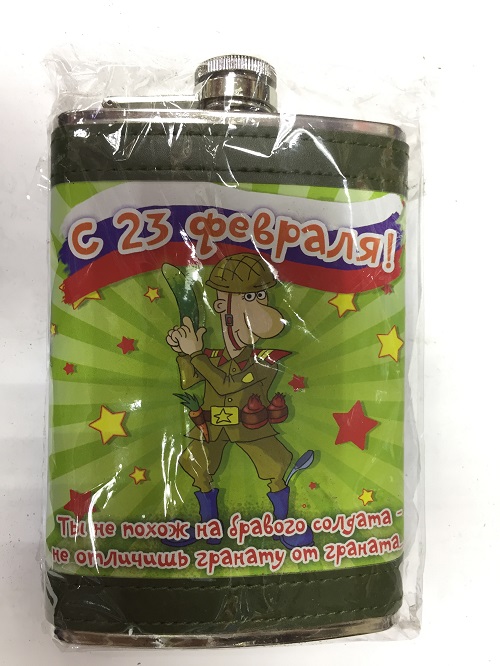 С 23 февраля!
Ты не похож на бравого солдата -
не отличишь гранату от граната...